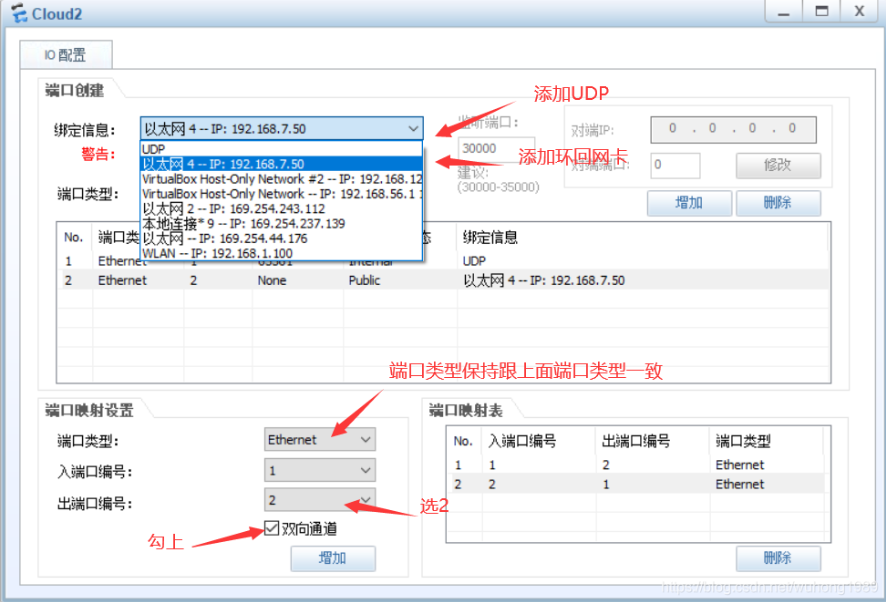 Cloud2
IO 配置
端口创建
添加UDP
绑定信息： 以太网 4 -- IP: 192.168.7.50
监听端口：
警告：
UDP
以太网 4 -- IP: 192.168.7.50
VirtualBox Host-Only Network #2 -- IP: 192.168.12
VirtualBox Host-Only Network -- IP: 192.168.56.1
以太网 2 -- IP: 169.254.243.112
本地连接* 9 -- IP: 169.254.237.139
以太网 -- IP: 169.254.44.176
WLAN -- IP: 192.168.1.100
端口类型：
30000
建议：
(30000-35000)
添加环回网卡
对端IP: 0 . 0 . 0 . 0
对端端口: 0 修改
增加 删除
No. 端口类 态 绑定信息
1 Ethernet 1 Internal UDP
2 Ethernet 2 None Public 以太网 4 -- IP: 192.168.7.50
端口类型保持跟上面端口类型一致
端口映射设置
端口类型： Ethernet
入端口编号： 1
出端口编号： 2
选2
双向通道
勾上
增加
端口映射表
No. 入端口编号 出端口编号 端口类型
1 1 2 Ethernet
2 2 1 Ethernet
删除
https://blog.csdn.net/wuhong1989